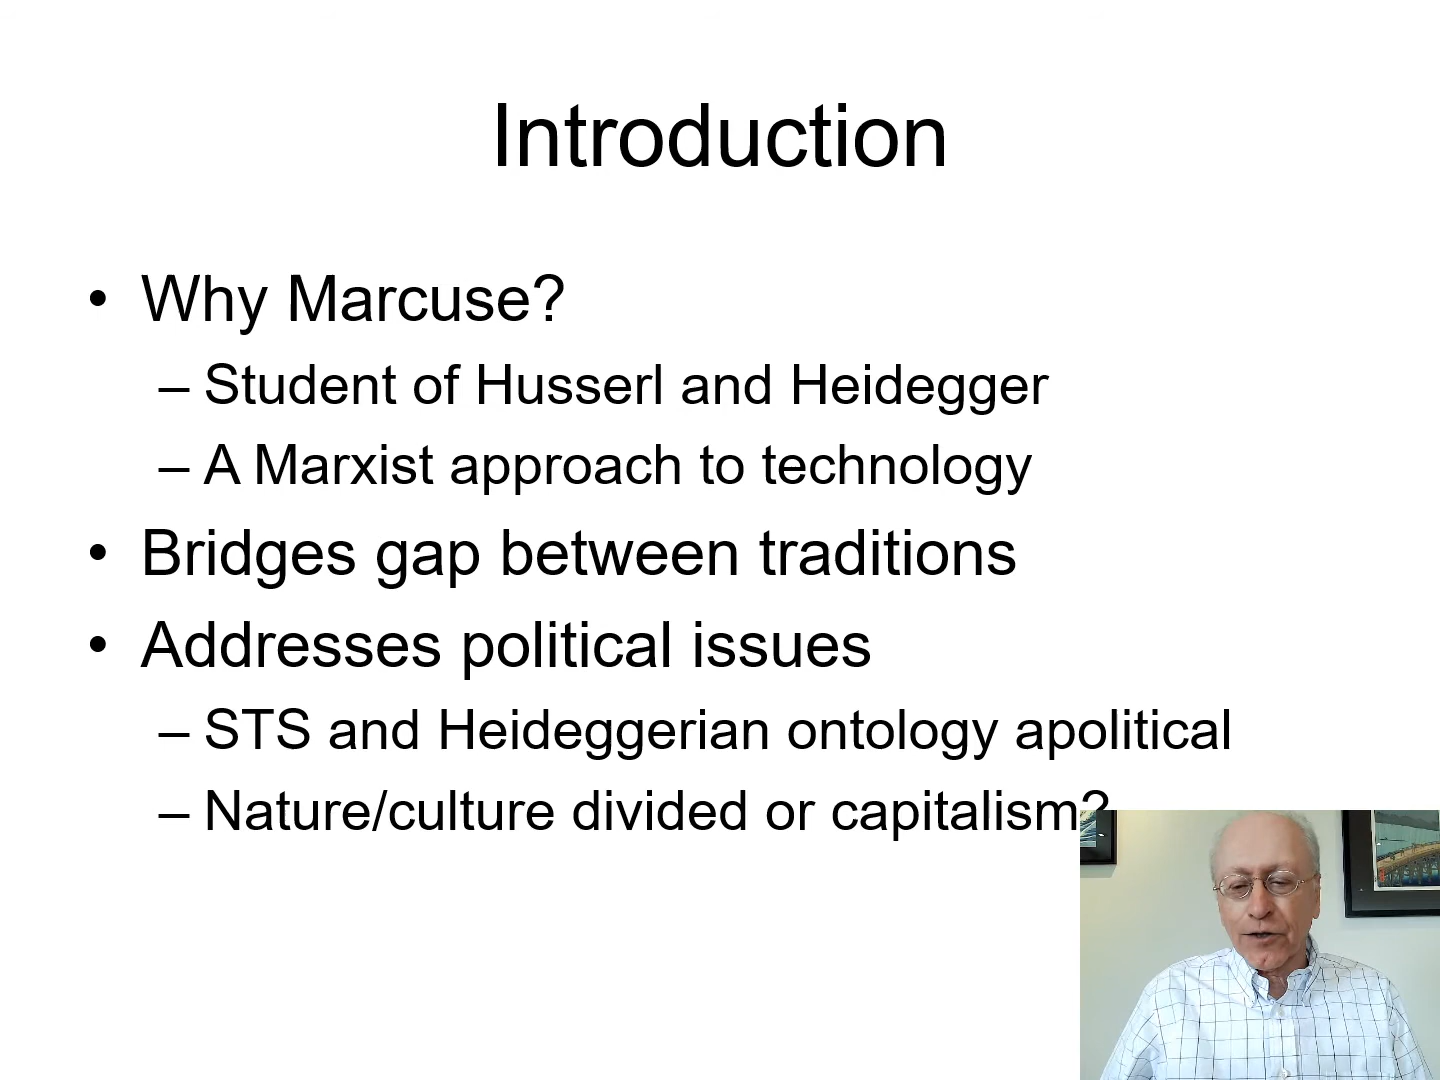 Introduction
• Why Marcuse?
– Student of Husserl and Heidegger
– A Marxist approach to technology
• Bridges gap between traditions
• Addresses political issues
– STS and Heideggerian ontology apolitical
– Nature/culture divided or capitalism?